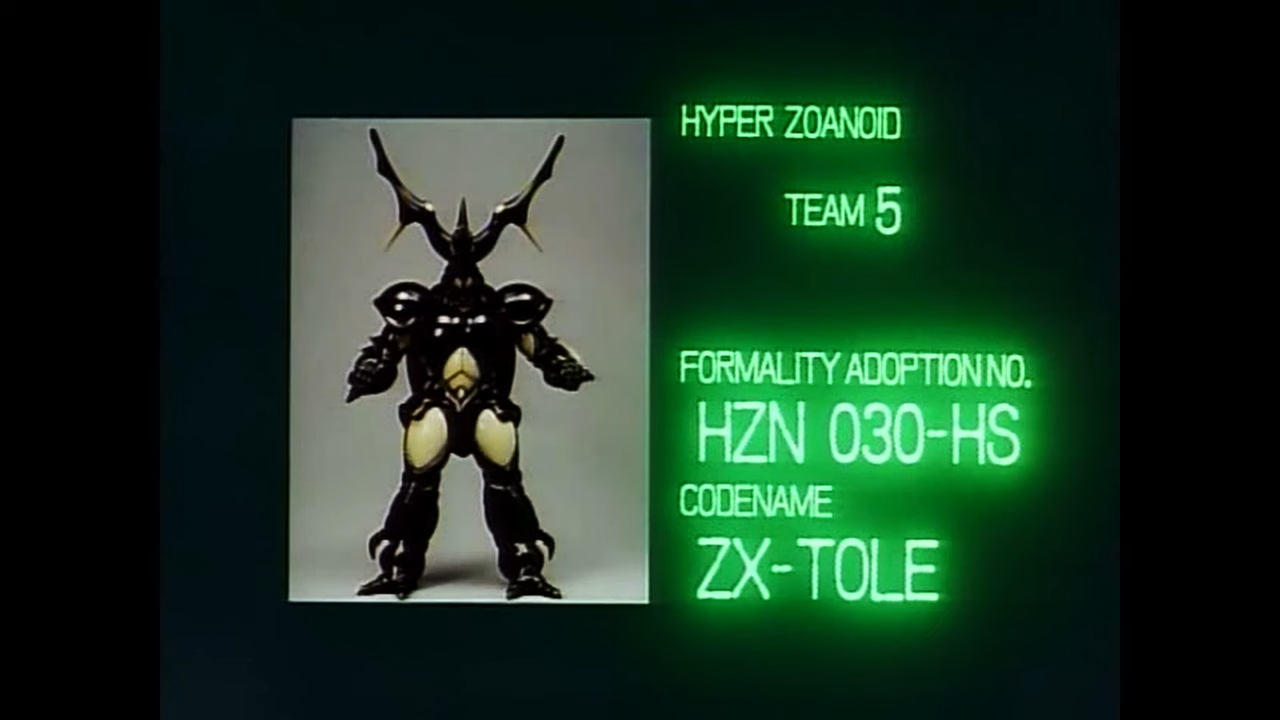 HYPER ZOANOID
TEAM 5
FORMALITY ADOPTION NO.
HZN 030-HS
CODENAME
ZX-TOLE